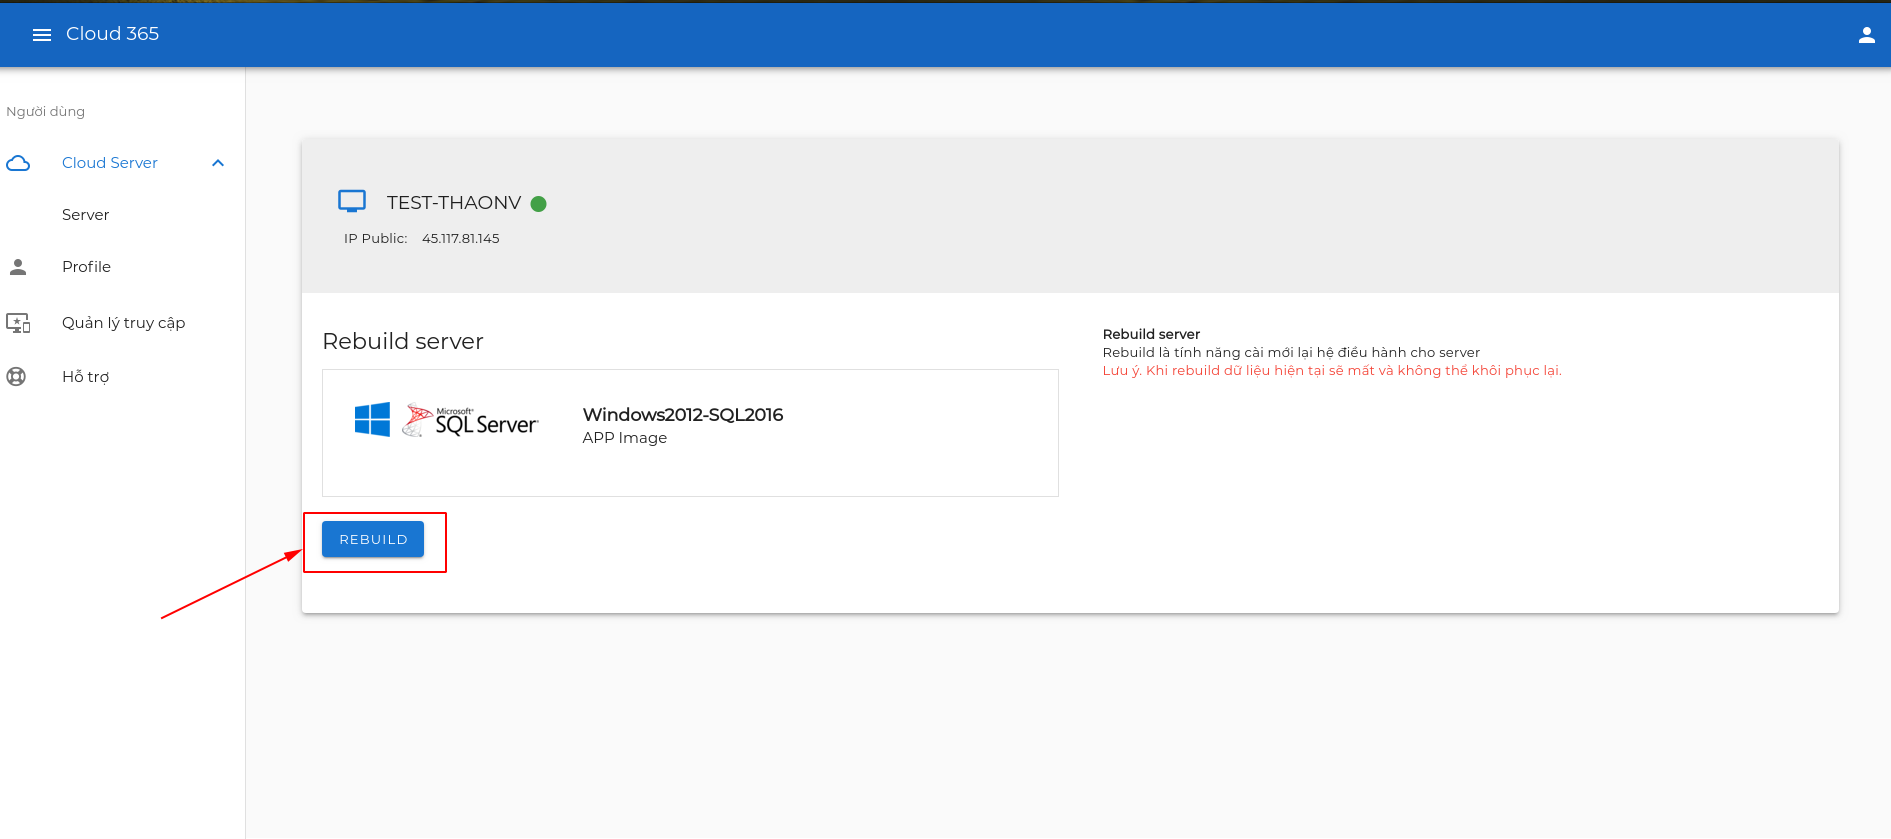 Cloud 365
Người dùng
Cloud Server
Server
Profile
Quản lý truy cập
Hỗ trợ
TEST-THAONV
IP Public: 45.117.81.145
Rebuild server
Microsoft®
SQL Server®
Windows2012-SQL2016
APP Image
REBUILD
Rebuild server
Rebuild là tính năng cài mới lại hệ điều hành cho server
Lưu ý. Khi rebuild dữ liệu hiện tại sẽ mất và không thể khôi phục lại.